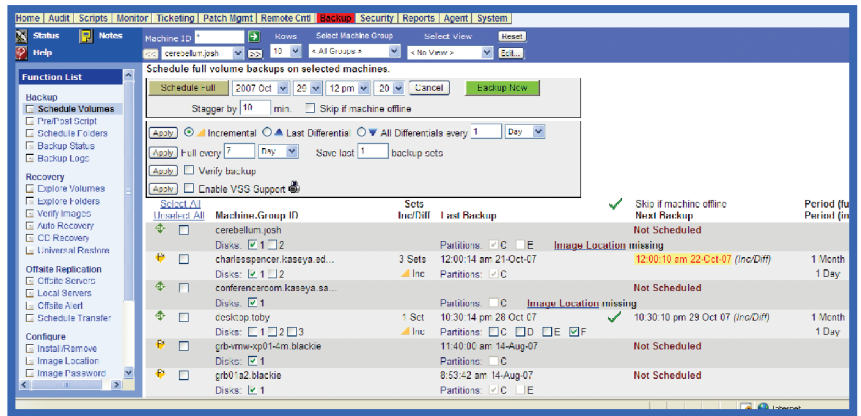 Home Audit Scripts Monitor Ticketing Patch Mgmt Remote Cntl Backup Security Reports Agent System
Status Notes
Help
Machine ID * Rows Select Machine Group Select View Reset
<< cerebellum.josh >> 10 < All Groups > < No View > Edit...
Function List
Backup
Schedule Volumes
Pre/Post Script
Schedule Folders
Backup Status
Backup Logs
Recovery
Explore Volumes
Explore Folders
Verify Images
Auto Recovery
CD Recovery
Universal Restore
Offsite Replication
Offsite Servers
Local Servers
Offsite Alert
Schedule Transfer
Configure
Install/Remove
Image Location
Image Password
Schedule full volume backups on selected machines.
Schedule Full 2007 Oct 29 12 pm 20 Cancel Backup Now
Stagger by 10 min. Skip if machine offline
Apply Incremental Last Differential All Differentials every 1 Day
Apply Full every 7 Day Save last 1 backup sets
Apply Verify backup
Apply Enable VSS Support
Select All Sets Skip if machine offline Period (fu
Unselect All Machine.Group ID Inc/Diff Last Backup Next Backup Period (in
cerebellum.josh Not Scheduled
Disks: 1 2 Partitions: C E Image Location missing
charlesspencer.kaseya.ed... 3 Sets 12:00:14 am 21-Oct-07 12:00:10 am 22-Oct-07 (Inc/Diff) 1 Month
Disks: 1 2 Inc Partitions: C 1 Day
conferencecom.kaseya.sa... Not Scheduled
Disks: 1 Partitions: C Image Location missing
desktop.toby 1 Set 10:30:14 pm 28 Oct 07 10:30:10 pm 29 Oct 07 (Inc/Diff) 1 Month
Disks: 1 2 3 Inc Partitions: C D E F 1 Day
grb-vmw-xp01-4m.blackie 11:40:00 am 14-Aug-07 Not Scheduled
Disks: 1 Partitions: C
grb01a2.blackie 8:53:42 am 14-Aug-07 Not Scheduled
Disks: 1 Partitions: C E
Internet